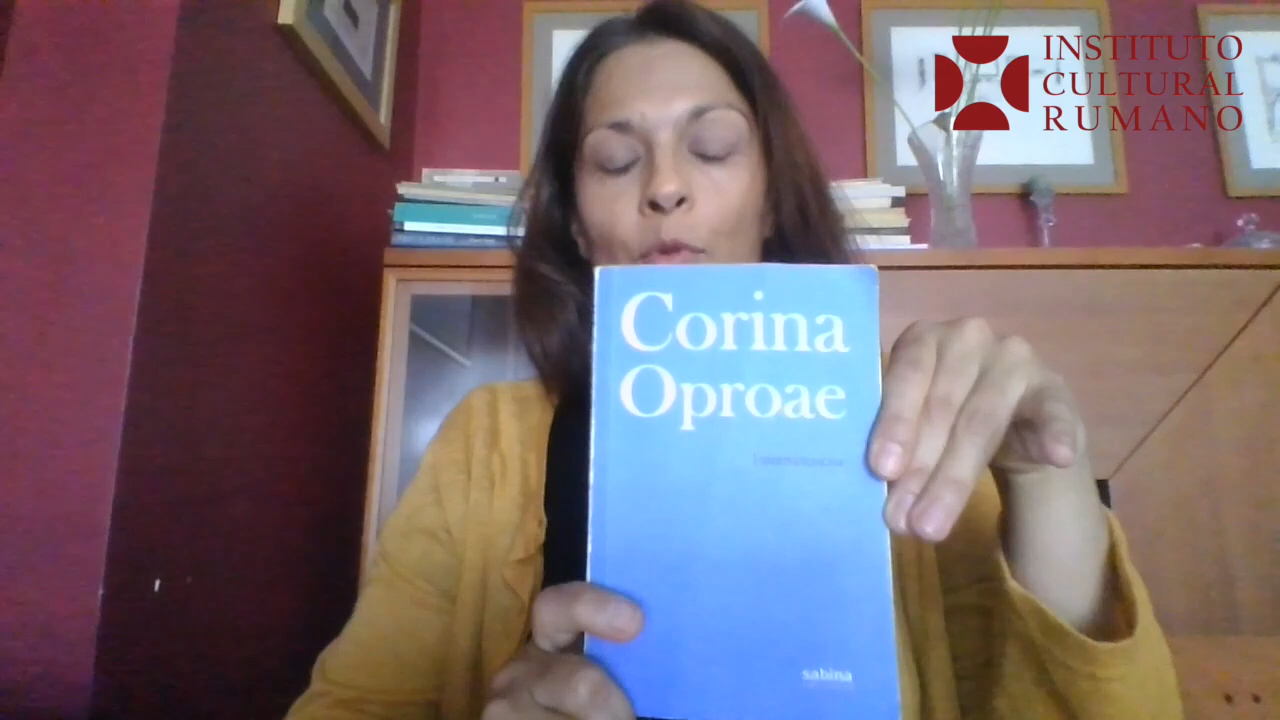 INSTITUTO
CULTURAL
RUMANO
Corina
Oproae
sabina